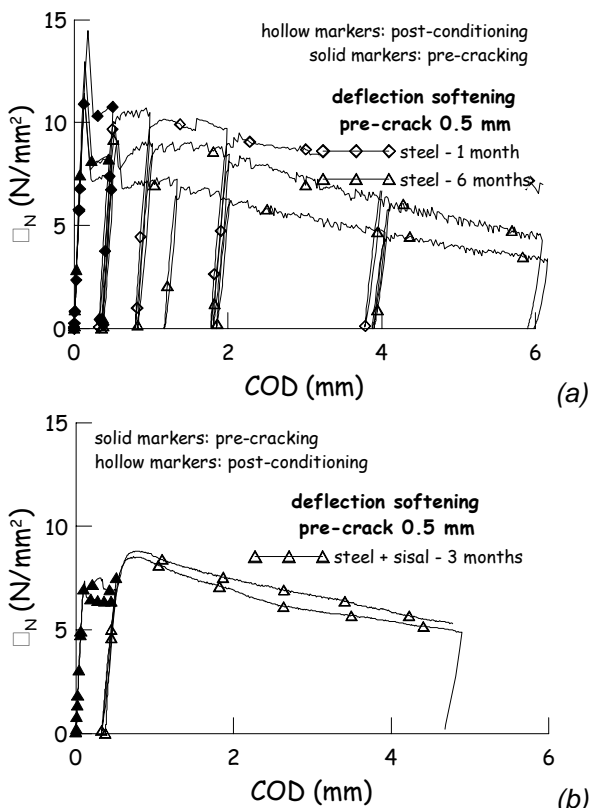 15
hollow markers: post-conditioning
solid markers: pre-cracking
deflection softening
pre-crack 0.5 mm
steel - 1 month
steel - 6 months
10
5
0
□N (N/mm²)
0 2 4 6
COD (mm)
(a)
15
solid markers: pre-cracking
hollow markers: post-conditioning
deflection softening
pre-crack 0.5 mm
steel + sisal - 3 months
10
5
0
□N (N/mm²)
0 2 4 6
COD (mm)
(b)